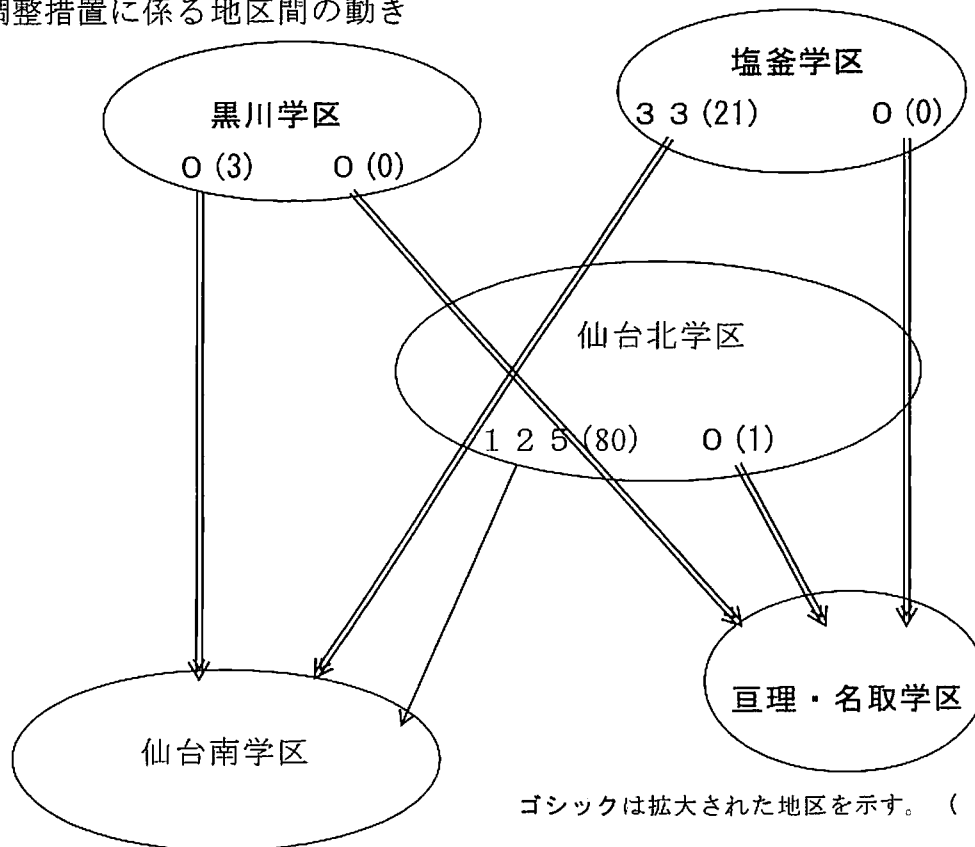 調整措置に係る地区間の動き
塩釜学区
３３(21) ０(0)
黒川学区
０(3) ０(0)
仙台北学区
１２５(80) ０(1)
亘理・名取学区
仙台南学区
ゴシックは拡大された地区を示す。（